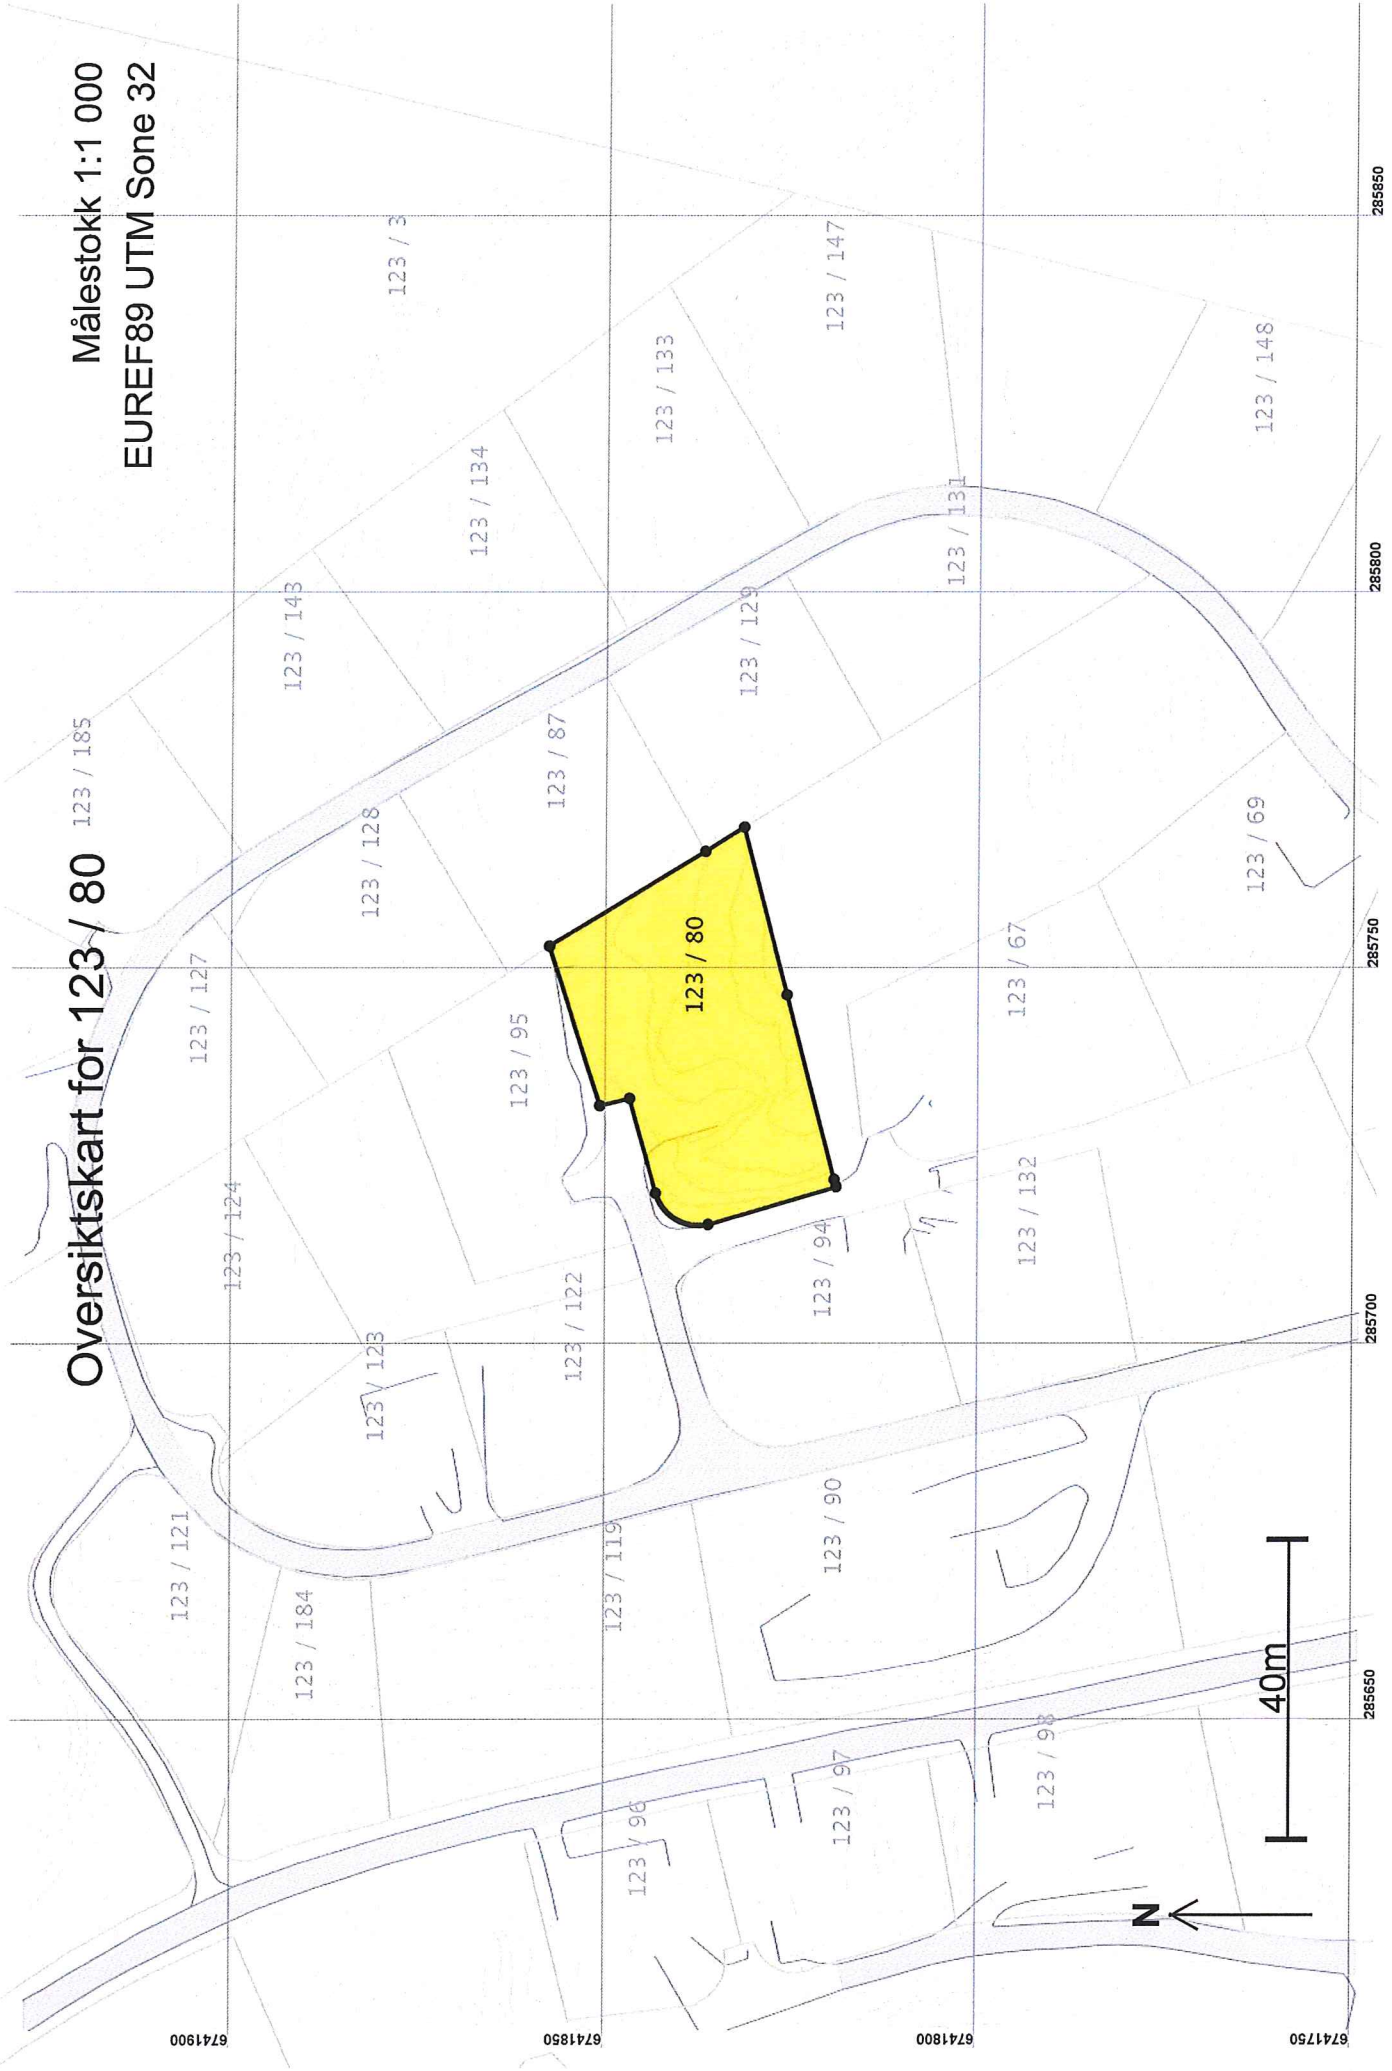 Oversiktskart for 123 / 80
Målestokk 1:1 000
EUREF89 UTM Sone 32
123 / 185
123 / 3
123 / 143
123 / 134
123 / 133
123 / 147
123 / 148
123 / 127
123 / 128
123 / 87
123 / 129
123 / 131
123 / 124
123 / 95
123 / 80
123 / 67
123 / 69
123 / 123
123 / 122
123 / 94
123 / 132
123 / 121
123 / 184
123 / 119
123 / 90
123 / 96
123 / 97
123 / 98
40m
N
6741900
6741850
6741800
6741750
285650
285700
285750
285800
285850